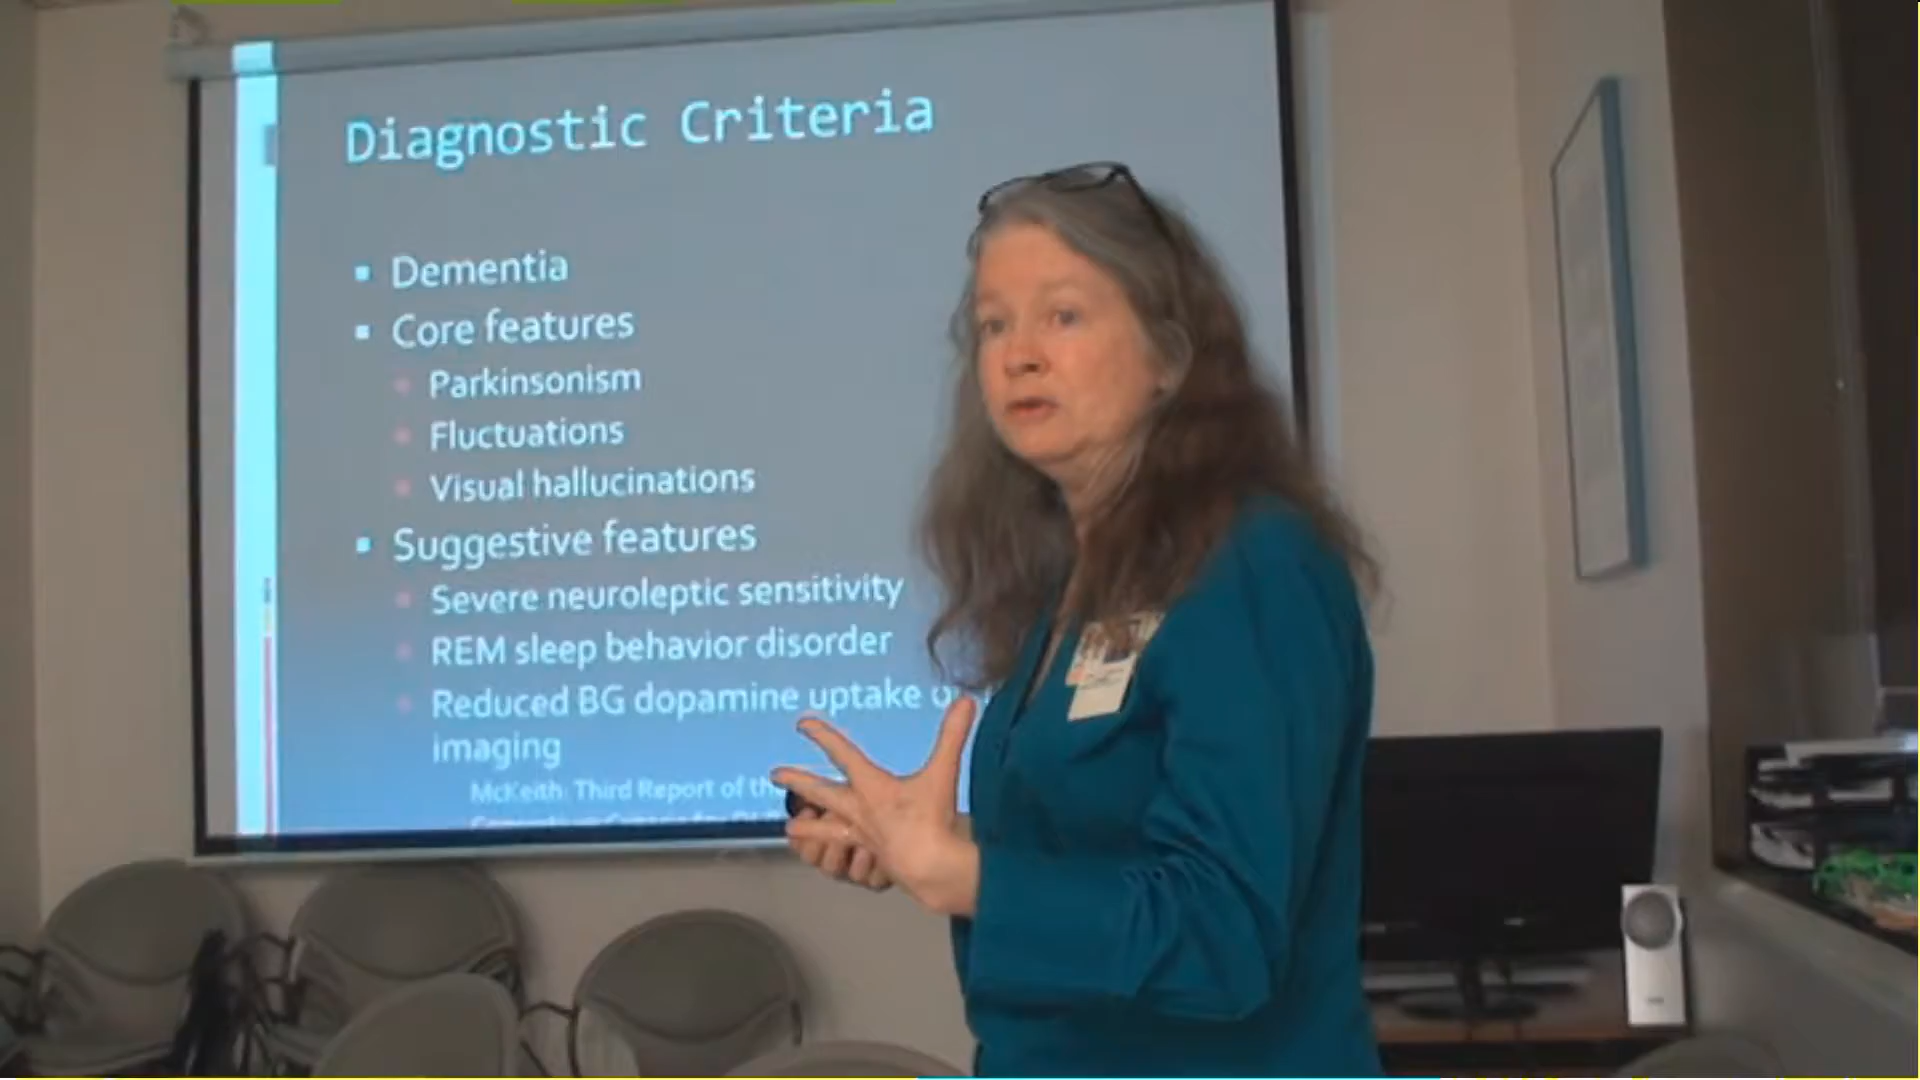 Diagnostic Criteria
Dementia
Core features
Parkinsonism
Fluctuations
Visual hallucinations
Suggestive features
Severe neuroleptic sensitivity
REM sleep behavior disorder
Reduced BG dopamine uptake
imaging
McKeith: Third Report of the